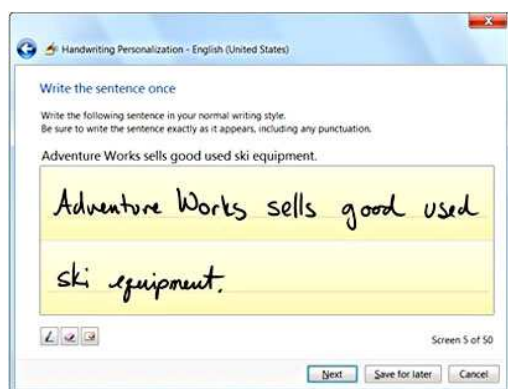 Handwriting Personalization - English (United States)
Write the sentence once
Write the following sentence in your normal writing style.
Be sure to write the sentence exactly as it appears, including any punctuation.
Adventure Works sells good used ski equipment.
Adventure Works sells good used
ski equipment.
Screen 5 of 50
Next Save for later Cancel